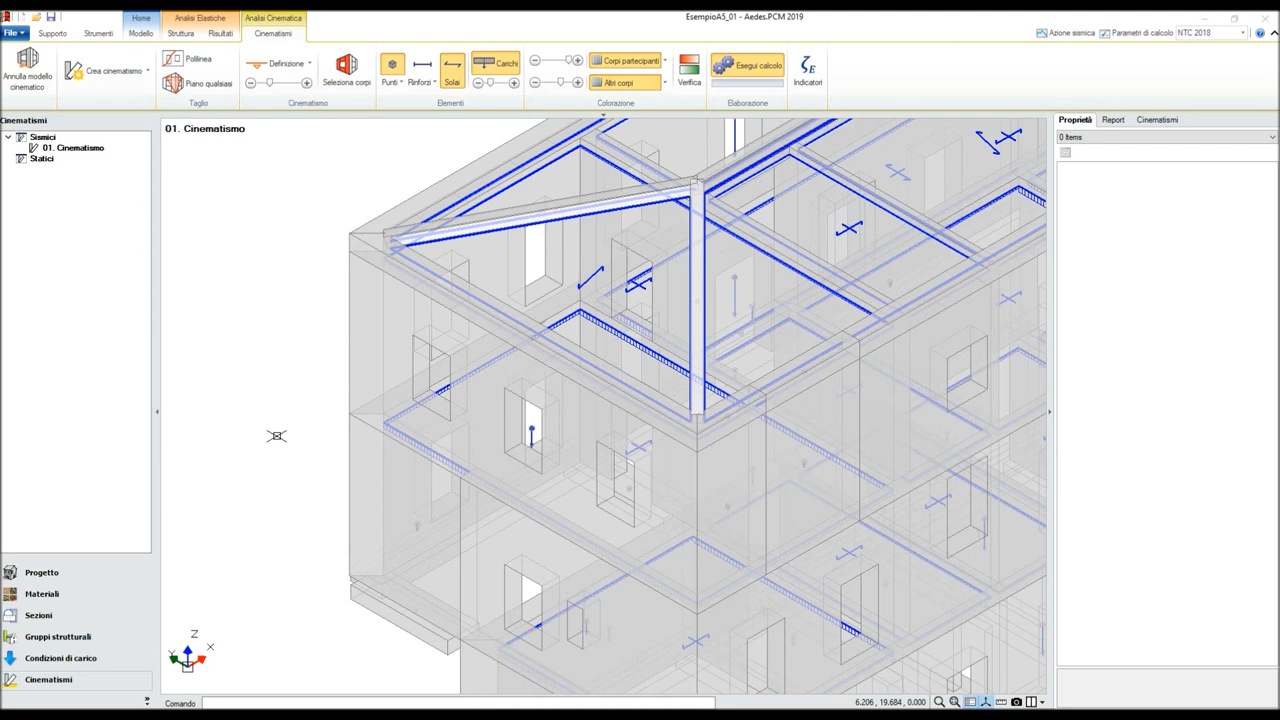 EsempioA5_01 - Aedes.PCM 2019
Home
Analisi Elastiche
Analisi Cinematica
File
Supporto
Strumenti
Modello
Struttura
Risultati
Cinematismi
Azione sismica
Parametri di calcolo
NTC 2018
Annulla modello
cinematico
Crea cinematismo
Polilinea
Piano qualsiasi
Taglio
Definizione
Seleziona corpi
Cinematismo
Punti
Rinforzi
Solai
Carichi
Elementi
Corpi partecipanti
Altri corpi
Colorazione
Verifica
Esegui calcolo
Elaborazione
Indicatori
Cinematismi
Sismici
01. Cinematismo
Statici
01. Cinematismo
Proprietà
Report
Cinematismi
0 Items
Progetto
Materiali
Sezioni
Gruppi strutturali
Condizioni di carico
Cinematismi
Z
Y
X
Comando
6.206 , 19.684 , 0.000